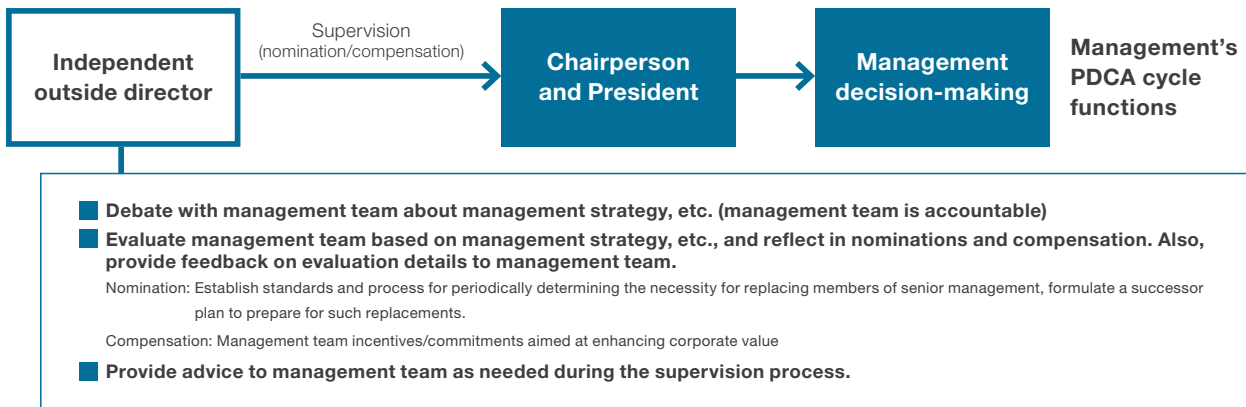 Independent
outside director
Supervision
(nomination/compensation)
Chairperson
and President
Management
decision-making
Management’s
PDCA cycle
functions
Debate with management team about management strategy, etc. (management team is accountable)
Evaluate management team based on management strategy, etc., and reflect in nominations and compensation. Also,
provide feedback on evaluation details to management team.
Nomination: Establish standards and process for periodically determining the necessity for replacing members of senior management, formulate a successor
plan to prepare for such replacements.
Compensation: Management team incentives/commitments aimed at enhancing corporate value
Provide advice to management team as needed during the supervision process.